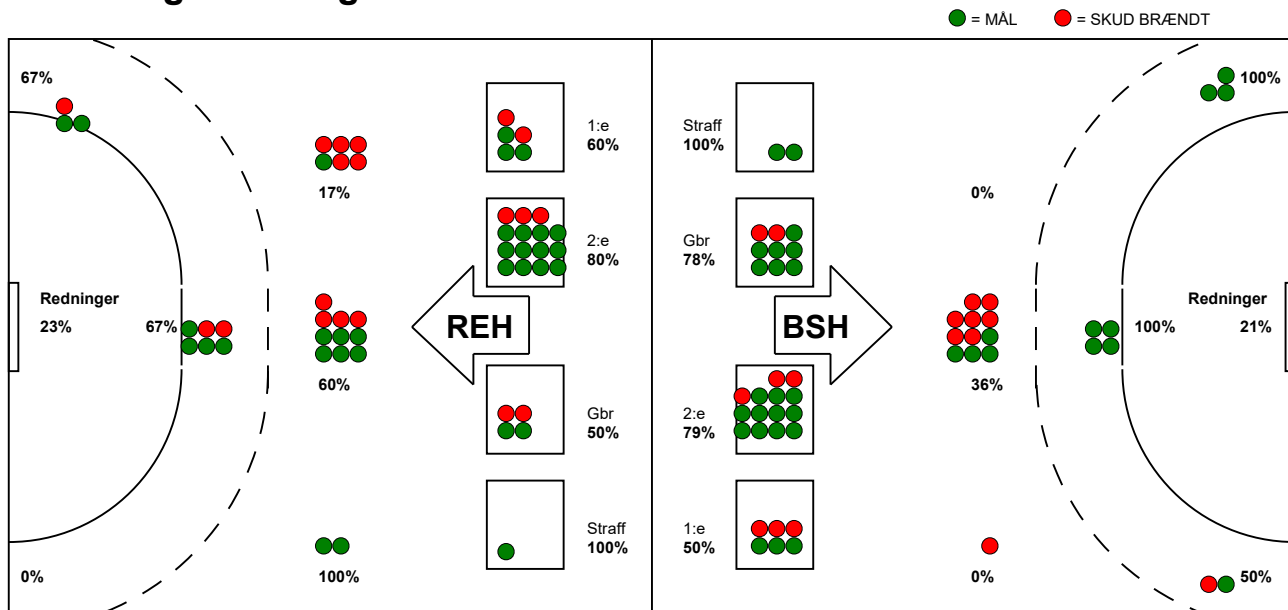 = MÅL = SKUD BRÆNDT
67%
17%
Redninger
23%
67%
60%
0%
100%
1:e
60%
2:e
80%
REH
Gbr
50%
Straff
100%
Straff
100%
Gbr
78%
BSH
2:e
79%
1:e
50%
100%
0%
Redninger
100%
21%
36%
0%
50%